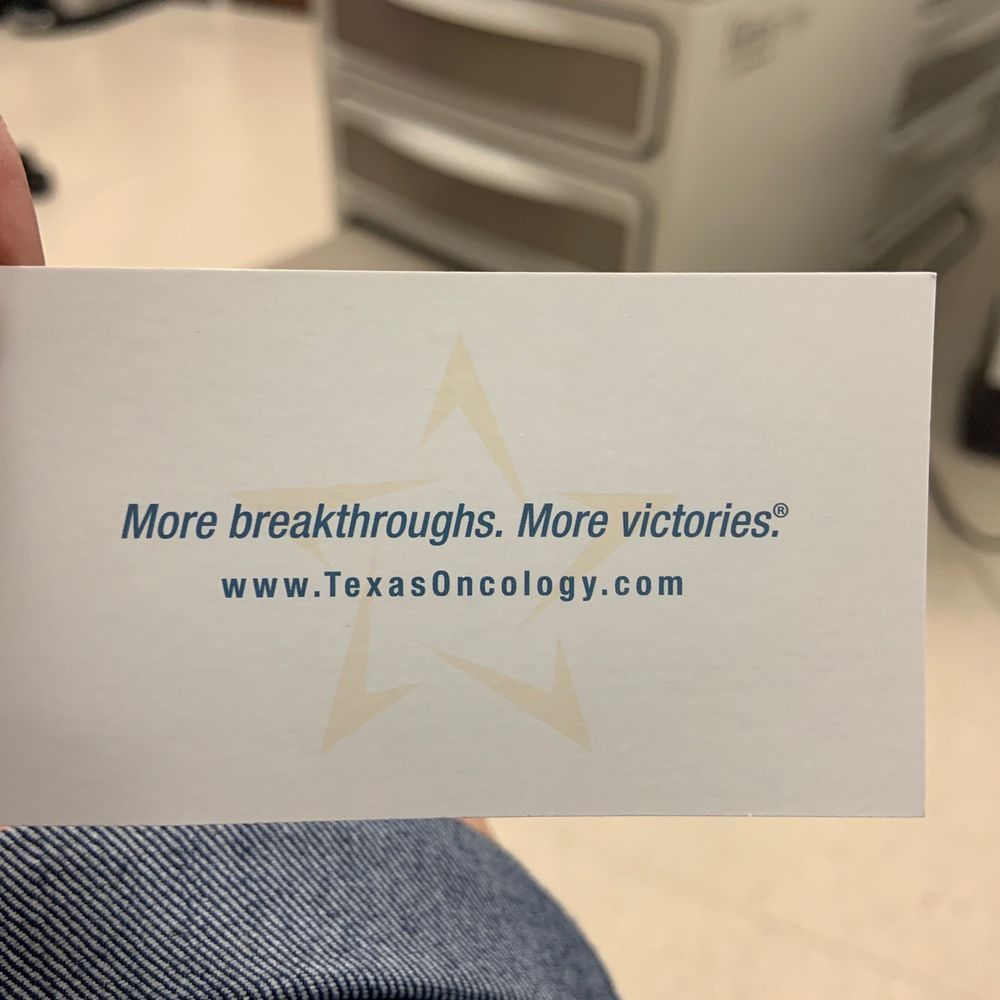 More breakthroughs. More victories.®
www.TexasOncology.com